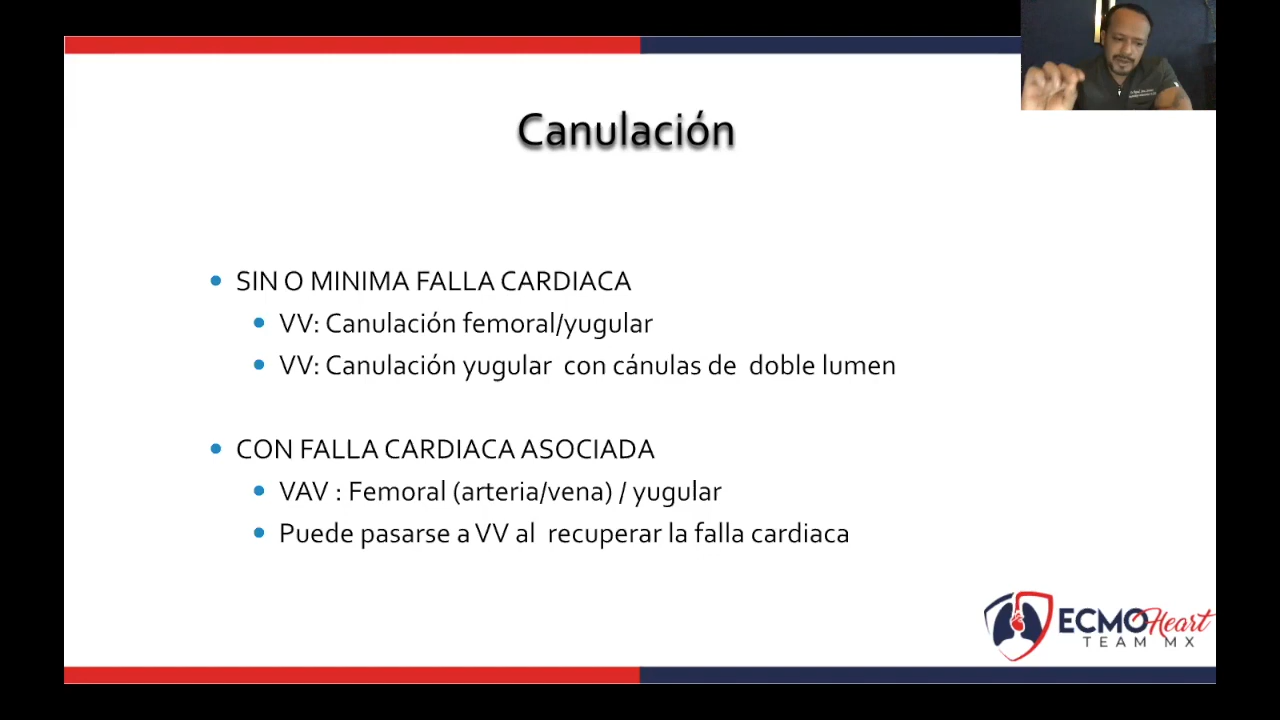 Canulación
SIN O MINIMA FALLA CARDIACA
VV: Canulación femoral/yugular
VV: Canulación yugular con cánulas de doble lumen
CON FALLA CARDIACA ASOCIADA
VAV : Femoral (arteria/vena) / yugular
Puede pasarse a VV al recuperar la falla cardiaca
ECMO Heart
TEAM MX